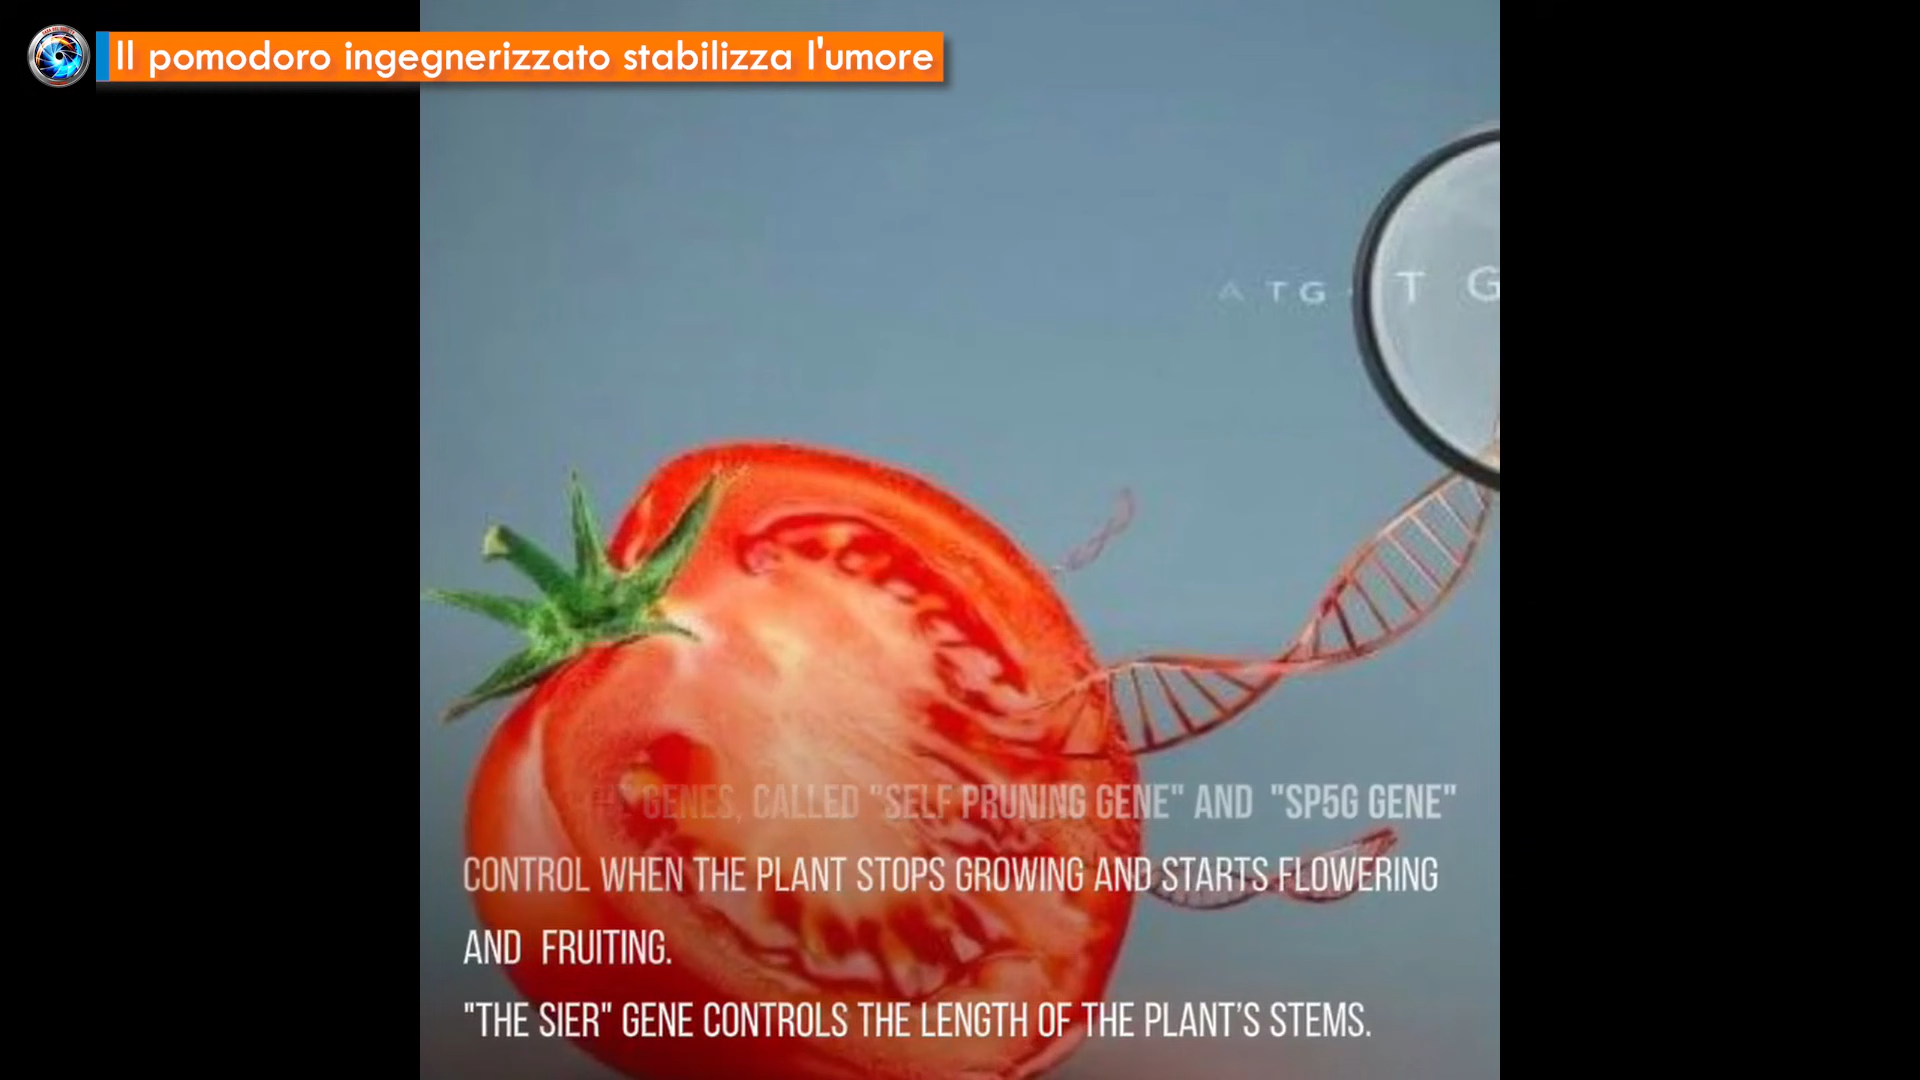 Il pomodoro ingegnerizzato stabilizza l'umore
A TG
T G
GENES, CALLED "SELF PRUNING GENE" AND "SP5G GENE"
CONTROL WHEN THE PLANT STOPS GROWING AND STARTS FLOWERING
AND FRUITING.
"THE SIER" GENE CONTROLS THE LENGTH OF THE PLANT'S STEMS.